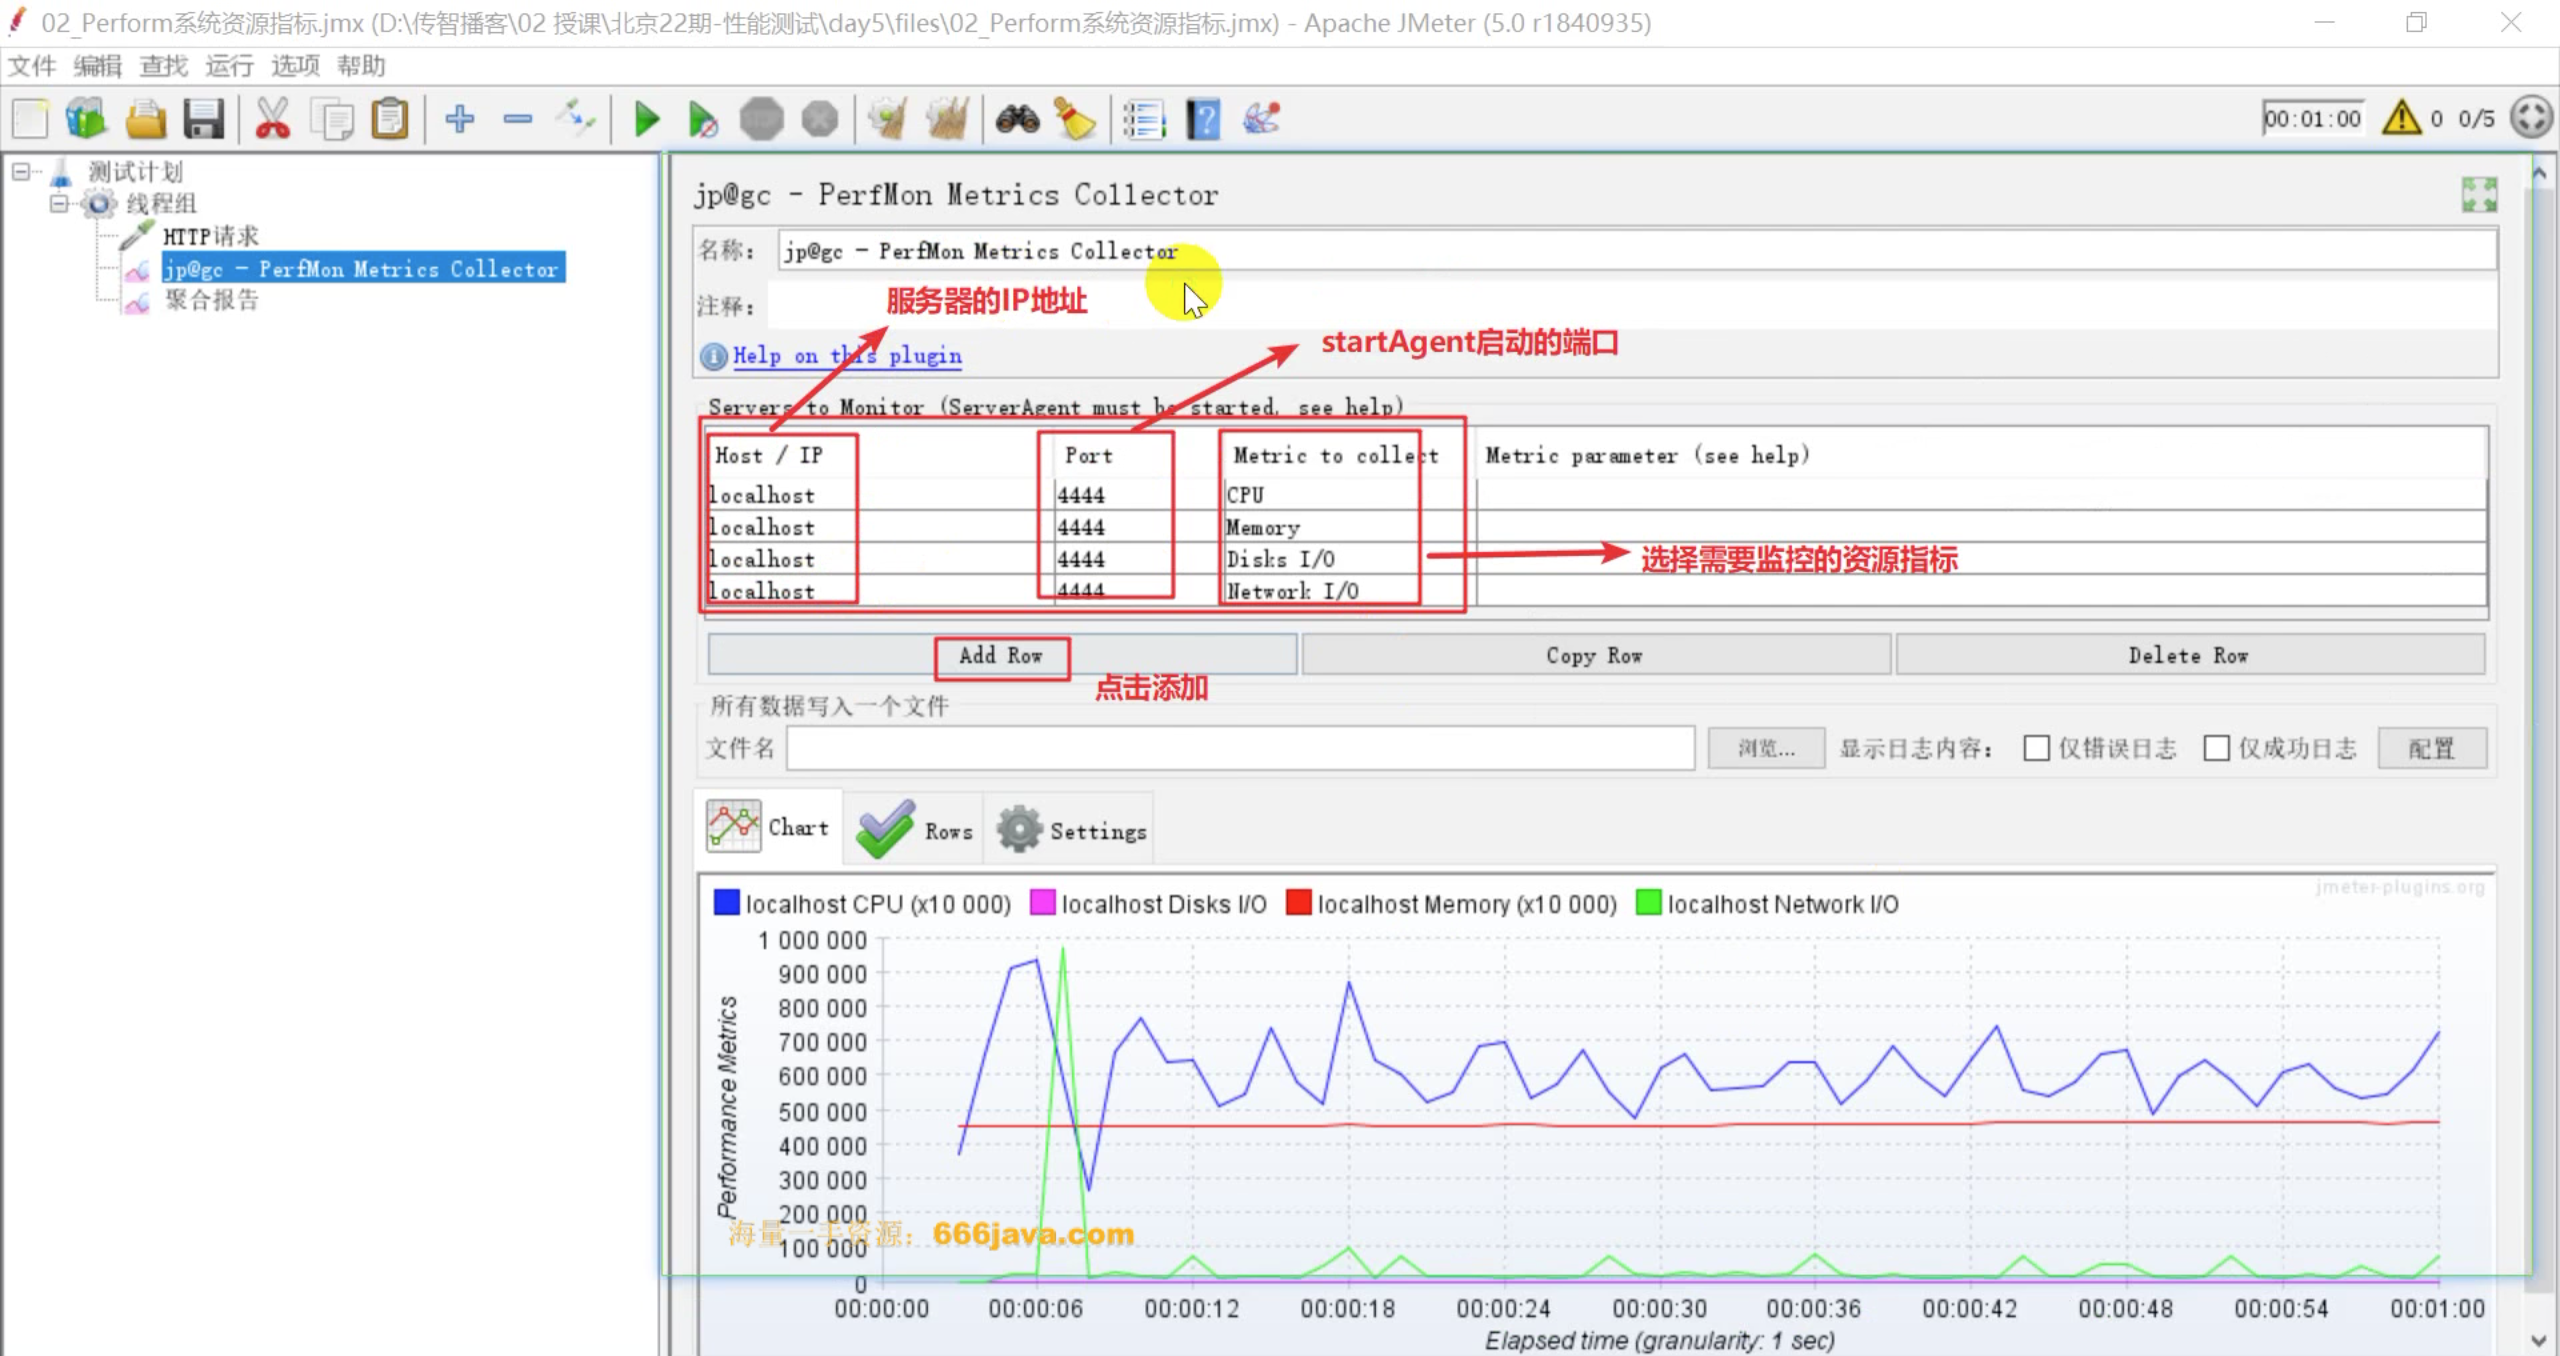 02_Perform系统资源指标.jmx (D:\传智播客\02 授课\北京22期-性能测试\day5\files\02_Perform系统资源指标.jmx) - Apache JMeter (5.0 r1840935)
文件 编辑 查找 运行 选项 帮助
00:01:00 0 0/5
测试计划
线程组
HTTP请求
jp@gc - PerfMon Metrics Collector
聚合报告
jp@gc - PerfMon Metrics Collector
名称: jp@gc - PerfMon Metrics Collector
注释:
服务器的IP地址
Help on this plugin
startAgent启动的端口
Servers to Monitor (ServerAgent must be started, see help)
Host / IP Port Metric to collect Metric parameter (see help)
localhost 4444 CPU
localhost 4444 Memory
localhost 4444 Disks I/O
localhost 4444 Network I/O
选择需要监控的资源指标
Add Row Copy Row Delete Row
点击添加
所有数据写入一个文件
文件名 浏览... 显示日志内容: 仅错误日志 仅成功日志 配置
Chart Rows Settings
localhost CPU (x10 000) localhost Disks I/O localhost Memory (x10 000) localhost Network I/O
jmeter-plugins.org
Performance Metrics
1 000 000
900 000
800 000
700 000
600 000
500 000
400 000
300 000
200 000
100 000
0
海量一手资源: 666java.com
00:00:00 00:00:06 00:00:12 00:00:18 00:00:24 00:00:30 00:00:36 00:00:42 00:00:48 00:00:54 00:01:00
Elapsed time (granularity: 1 sec)